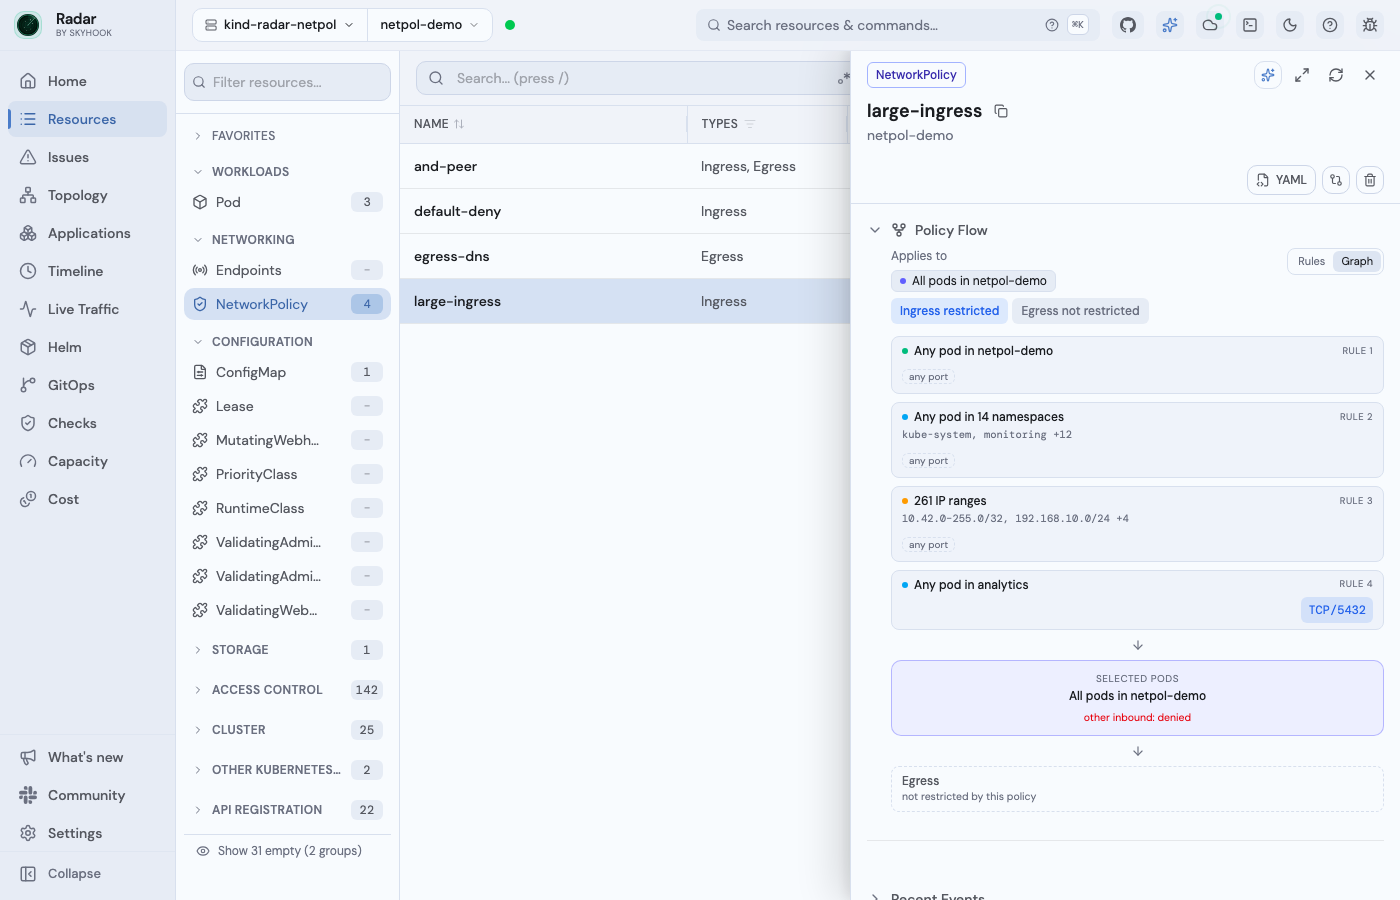 Radar
BY SKYHOOK
kind-radar-netpol
netpol-demo
Search resources & commands...
⌘K
Home
Resources
Issues
Topology
Applications
Timeline
Live Traffic
Helm
GitOps
Checks
Capacity
Cost
What's new
Community
Settings
Collapse
Filter resources...
FAVORITES
WORKLOADS
Pod 3
NETWORKING
Endpoints -
NetworkPolicy 4
CONFIGURATION
ConfigMap 1
Lease -
MutatingWebh... -
PriorityClass -
RuntimeClass -
ValidatingAdmi... -
ValidatingAdmi... -
ValidatingWeb... -
STORAGE 1
ACCESS CONTROL 142
CLUSTER 25
OTHER KUBERNETES... 2
API REGISTRATION 22
Show 31 empty (2 groups)
Search... (press /) .*
NAME TYPES
and-peer Ingress, Egress
default-deny Ingress
egress-dns Egress
large-ingress Ingress
NetworkPolicy
large-ingress
netpol-demo
YAML
Policy Flow
Applies to
Rules Graph
All pods in netpol-demo
Ingress restricted Egress not restricted
Any pod in netpol-demo RULE 1
any port
Any pod in 14 namespaces RULE 2
kube-system, monitoring +12
any port
261 IP ranges RULE 3
10.42.0-255.0/32, 192.168.10.0/24 +4
any port
Any pod in analytics RULE 4
TCP/5432
SELECTED PODS
All pods in netpol-demo
other inbound: denied
Egress
not restricted by this policy
Recent Events